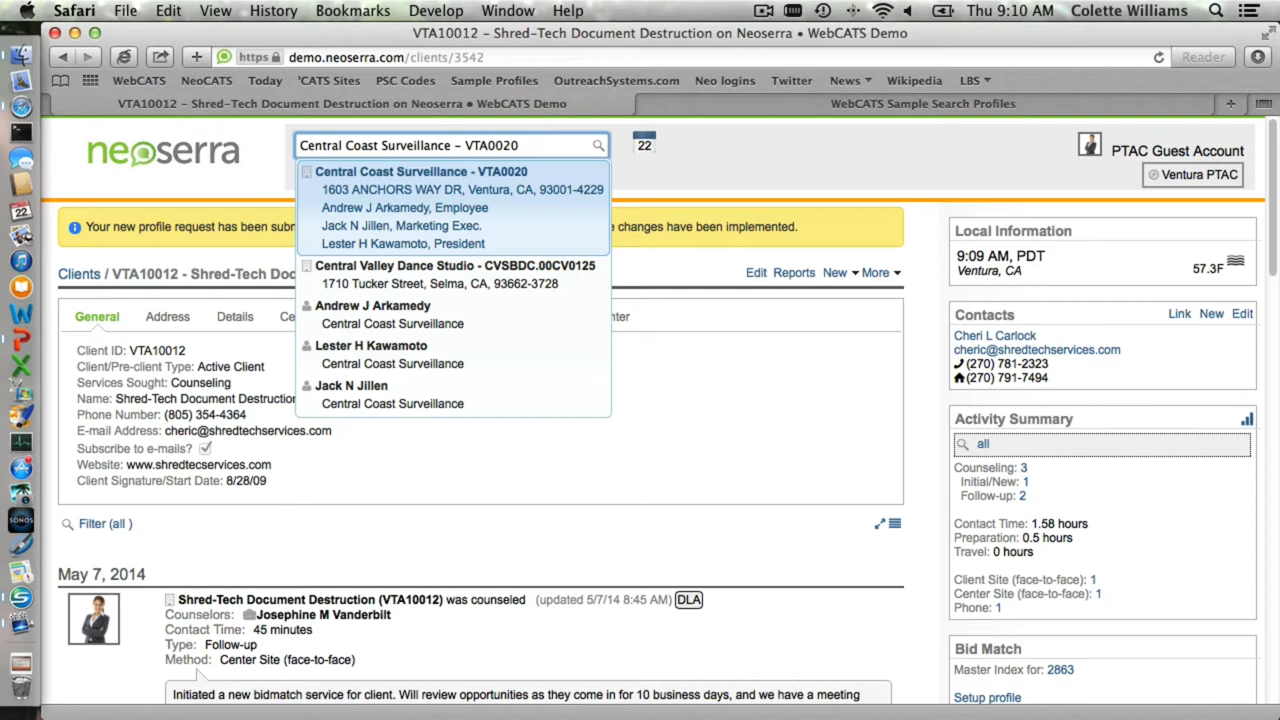 Safari File Edit View History Bookmarks Develop Window Help Thu 9:10 AM Colette Williams
VTA10012 – Shred-Tech Document Destruction on Neoserra • WebCATS Demo
https demo.neoserra.com/clients/3542 Reader
WebCATS NeoCATS Today 'CATS Sites PSC Codes Sample Profiles OutreachSystems.com Neo logins Twitter News Wikipedia LBS
VTA10012 – Shred-Tech Document Destruction on Neoserra • WebCATS Demo WebCATS Sample Search Profiles
neoserra
Central Coast Surveillance – VTA0020
22
PTAC Guest Account
Ventura PTAC
Central Coast Surveillance - VTA0020
1603 ANCHORS WAY DR, Ventura, CA, 93001-4229
Andrew J Arkamedy, Employee
Jack N Jillen, Marketing Exec.
Lester H Kawamoto, President
Central Valley Dance Studio - CVSBDC.00CV0125
1710 Tucker Street, Selma, CA, 93662-3728
Andrew J Arkamedy
Central Coast Surveillance
Lester H Kawamoto
Central Coast Surveillance
Jack N Jillen
Central Coast Surveillance
Your new profile request has been subm changes have been implemented.
Clients / VTA10012 - Shred-Tech Doc Edit Reports New More
General Address Details Ce nter
Client ID: VTA10012
Client/Pre-client Type: Active Client
Services Sought: Counseling
Name: Shred-Tech Document Destruction
Phone Number: (805) 354-4364
E-mail Address: cheric@shredtechservices.com
Subscribe to e-mails?
Website: www.shredtecservices.com
Client Signature/Start Date: 8/28/09
Filter (all )
May 7, 2014
Shred-Tech Document Destruction (VTA10012) was counseled (updated 5/7/14 8:45 AM) DLA
Counselors: Josephine M Vanderbilt
Contact Time: 45 minutes
Type: Follow-up
Method: Center Site (face-to-face)
Initiated a new bidmatch service for client. Will review opportunities as they come in for 10 business days, and we have a meeting
Local Information
9:09 AM, PDT
Ventura, CA
57.3F
Contacts Link New Edit
Cheri L Carlock
cheric@shredtechservices.com
(270) 781-2323
(270) 791-7494
Activity Summary
all
Counseling: 3
Initial/New: 1
Follow-up: 2
Contact Time: 1.58 hours
Preparation: 0.5 hours
Travel: 0 hours
Client Site (face-to-face): 1
Center Site (face-to-face): 1
Phone: 1
Bid Match
Master Index for: 2863
Setup profile